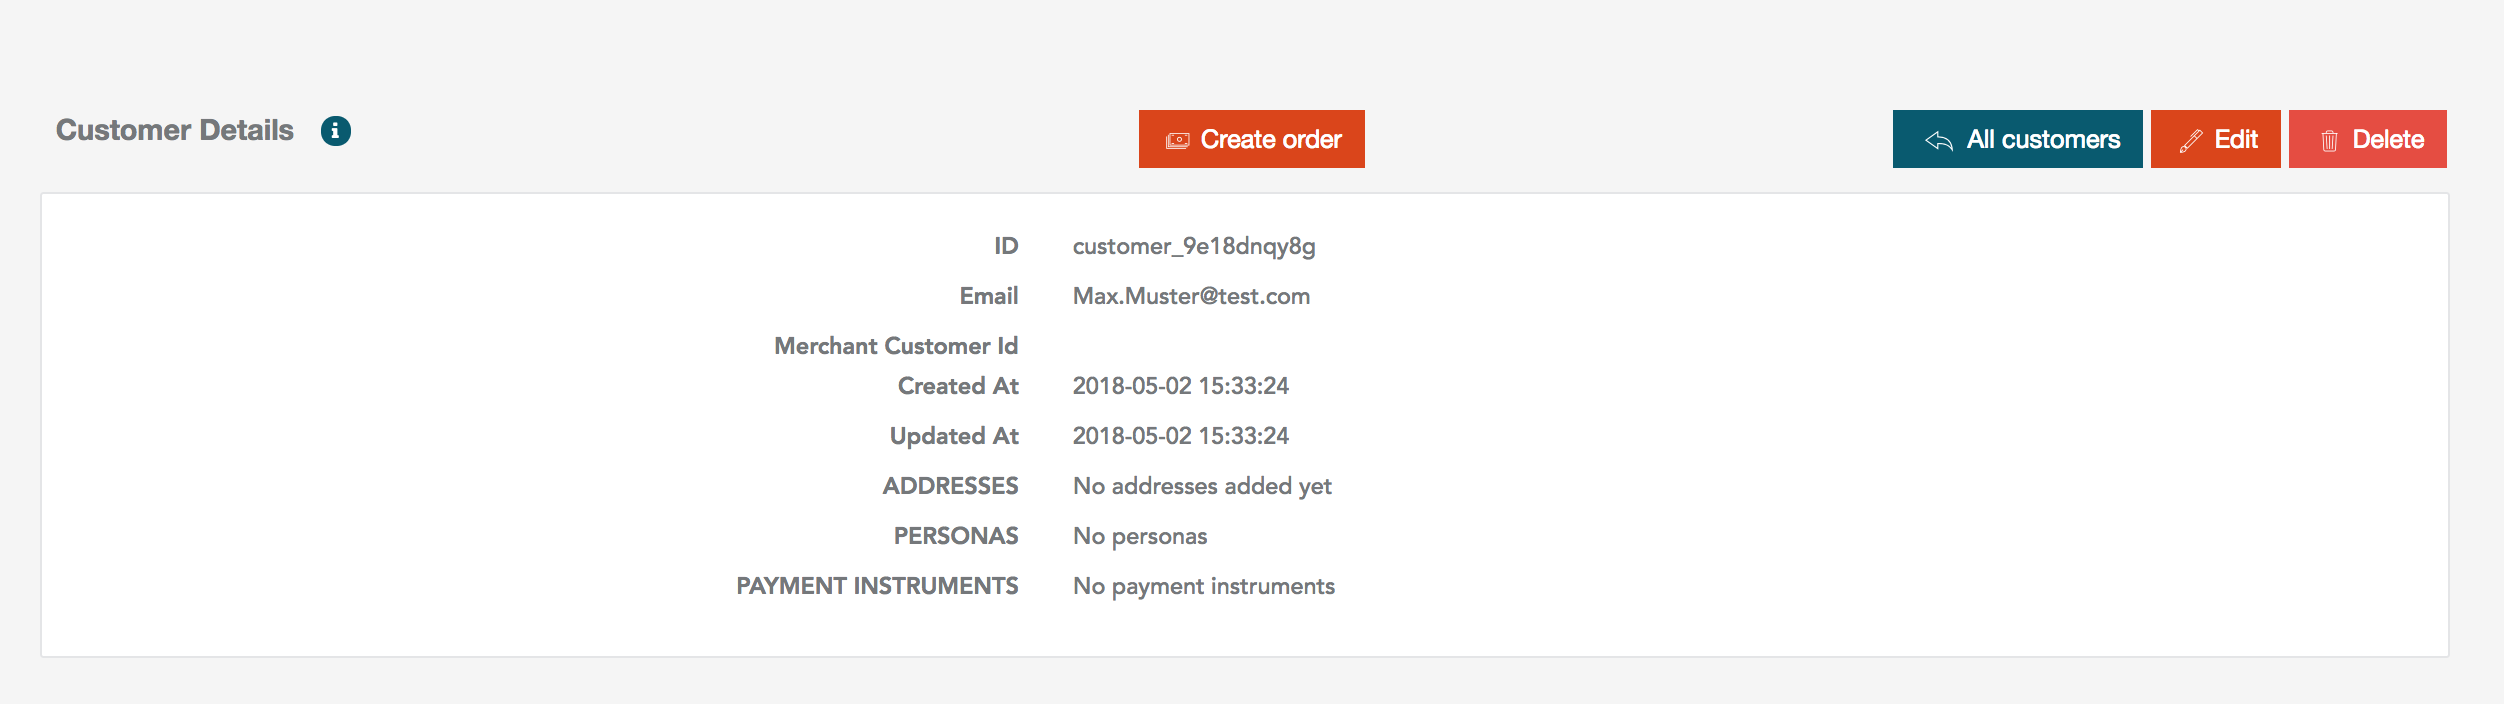 Customer Details
Create order
All customers
Edit
Delete
ID customer_9e18dnqy8g
Email Max.Muster@test.com
Merchant Customer Id
Created At 2018-05-02 15:33:24
Updated At 2018-05-02 15:33:24
ADDRESSES No addresses added yet
PERSONAS No personas
PAYMENT INSTRUMENTS No payment instruments